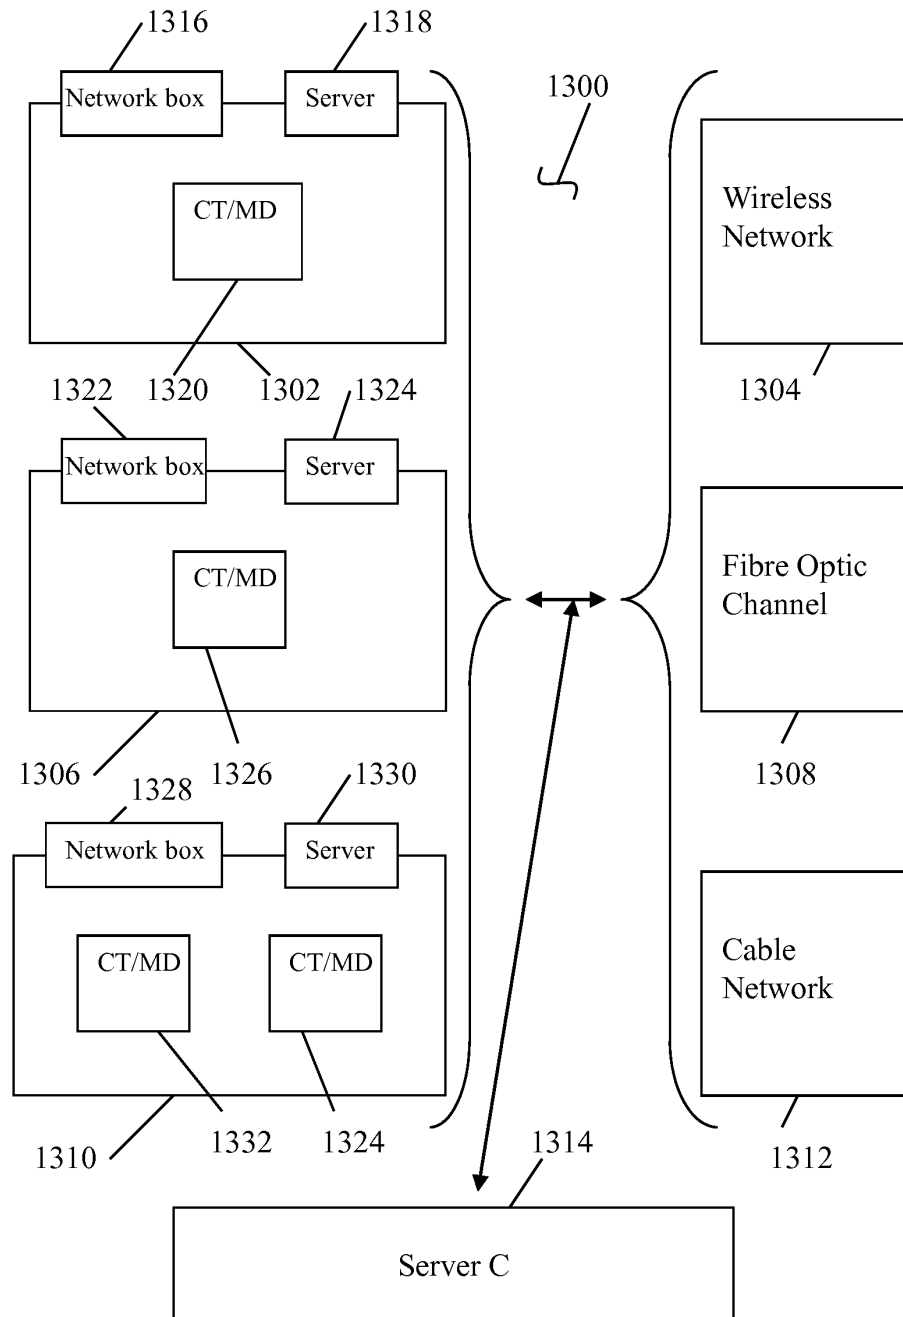 1316
1318
Network box
Server
1300
CT/MD
Wireless
Network
1320
1302
1304
1322
1324
Network box
Server
CT/MD
Fibre Optic
Channel
1306
1326
1308
1328
1330
Network box
Server
CT/MD
CT/MD
Cable
Network
1310
1332
1324
1314
1312
Server C